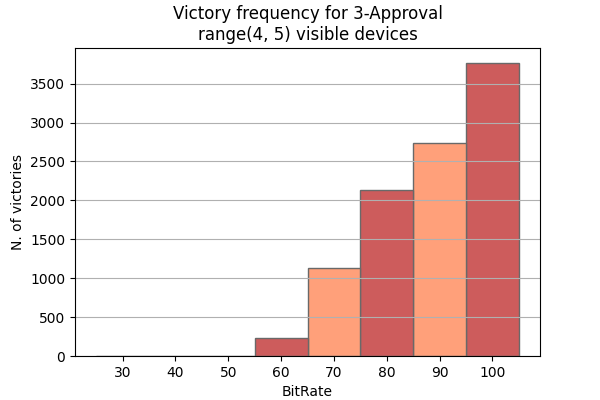 Victory frequency for 3-Approval
range(4, 5) visible devices
3500
3000
2500
2000
1500
1000
500
0
N. of victories
30 40 50 60 70 80 90 100
BitRate